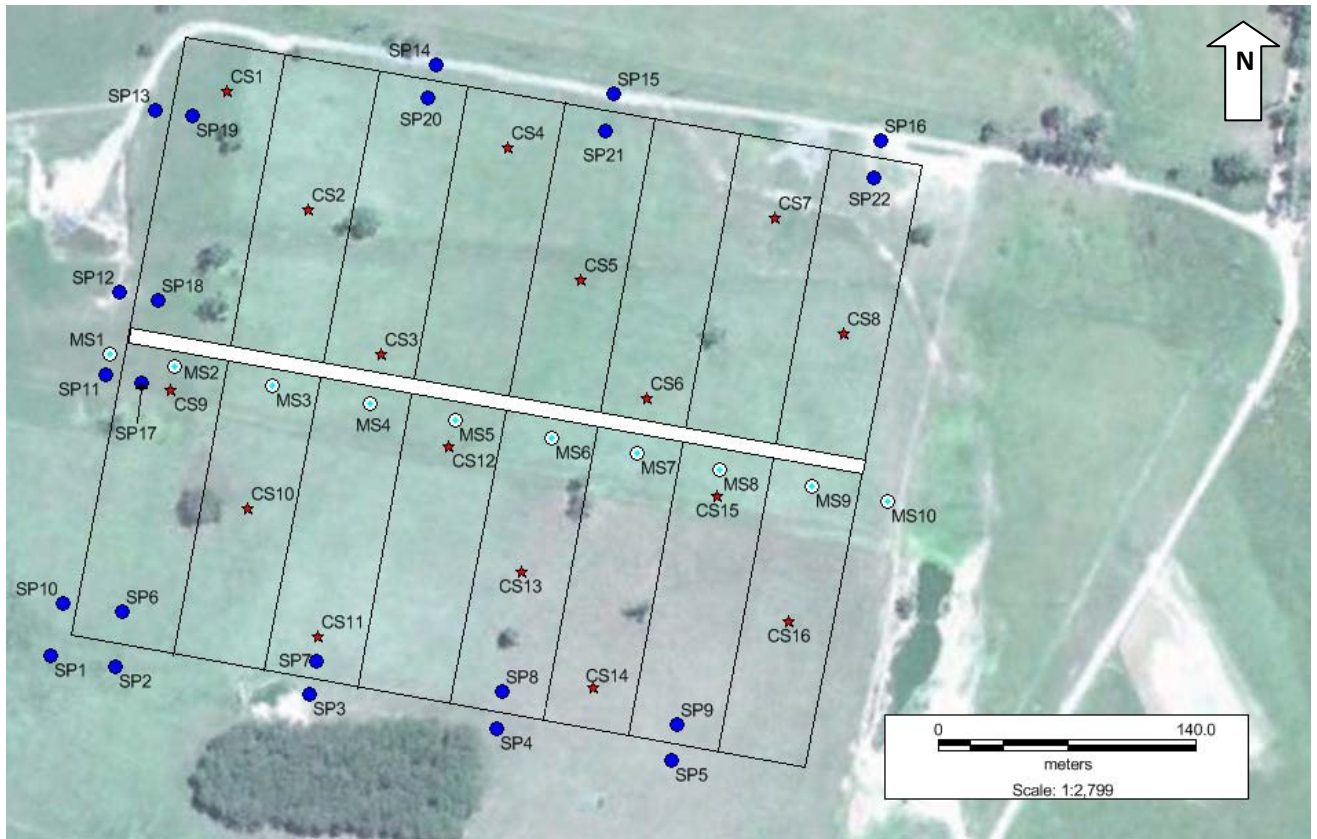 N
SP14
SP15
CS1
SP13
SP19
SP20
CS4
SP21
SP16
SP22
CS2
CS7
CS5
SP12
SP18
CS8
MS1
CS3
SP11
MS2
CS9
MS3
CS6
SP17
MS4
MS5
CS12
MS6
MS7
MS8
CS15
MS9
MS10
CS10
CS13
SP10
SP6
CS16
CS11
SP1
SP2
SP7
SP3
SP8
CS14
SP4
SP9
SP5
0 140.0
meters
Scale: 1:2,799